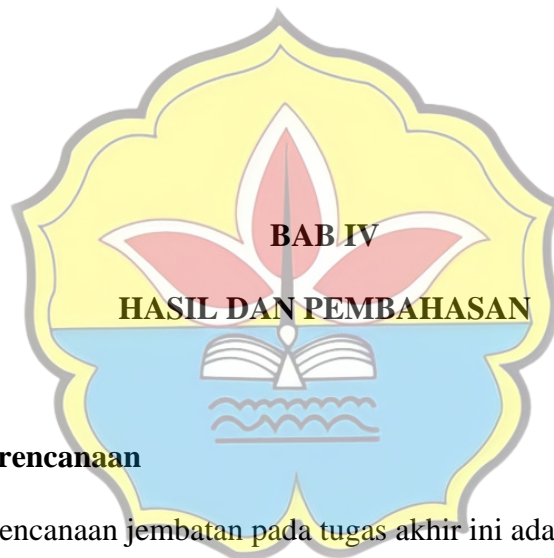 BAB IV
HASIL DAN PEMBAHASAN
rencanaan
encanaan jembatan pada tugas akhir ini ada